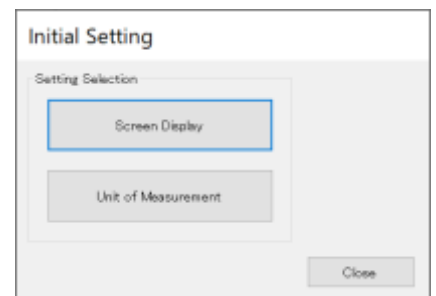 Initial Setting
Setting Selection
Screen Display
Unit of Measurement
Close